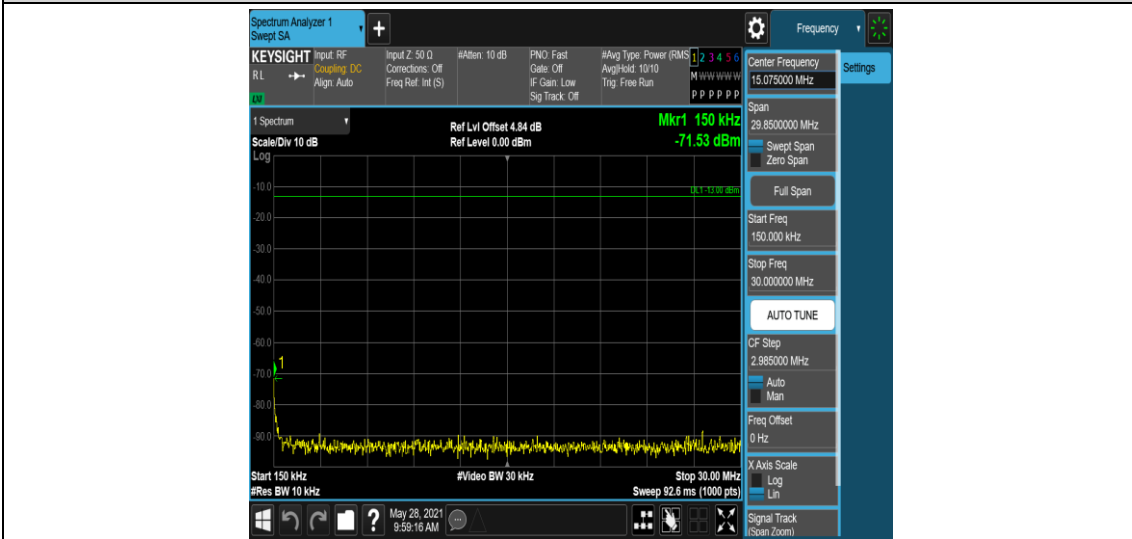 Spectrum Analyzer 1
Swept SA
+
Frequency
KEYSIGHT
RL
Input: RF
Coupling: DC
Align: Auto
Input Z: 50 Ω
Corrections: Off
Freq Ref: Int (S)
#Atten: 10 dB
PNO: Fast
Gate: Off
IF Gain: Low
Sig Track: Off
#Avg Type: Power (RMS
Avg|Hold: 10/10
Trig: Free Run
1 2 3 4 5 6
M W W W W W
P P P P P P
1 Spectrum
Scale/Div 10 dB
Log
Ref Lvl Offset 4.84 dB
Ref Level 0.00 dBm
Mkr1 150 kHz
-71.53 dBm
DL1 -13.00 dBm
-10.0
-20.0
-30.0
-40.0
-50.0
-60.0
-70.0
-80.0
-90.0
1
Start 150 kHz
#Res BW 10 kHz
#Video BW 30 kHz
Stop 30.00 MHz
Sweep 92.6 ms (1000 pts)
?
May 28, 2021
9:59:16 AM
Center Frequency
15.075000 MHz
Span
29.8500000 MHz
Swept Span
Zero Span
Full Span
Start Freq
150.000 kHz
Stop Freq
30.000000 MHz
AUTO TUNE
CF Step
2.985000 MHz
Auto
Man
Freq Offset
0 Hz
X Axis Scale
Log
Lin
Signal Track
(Span Zoom)
Settings